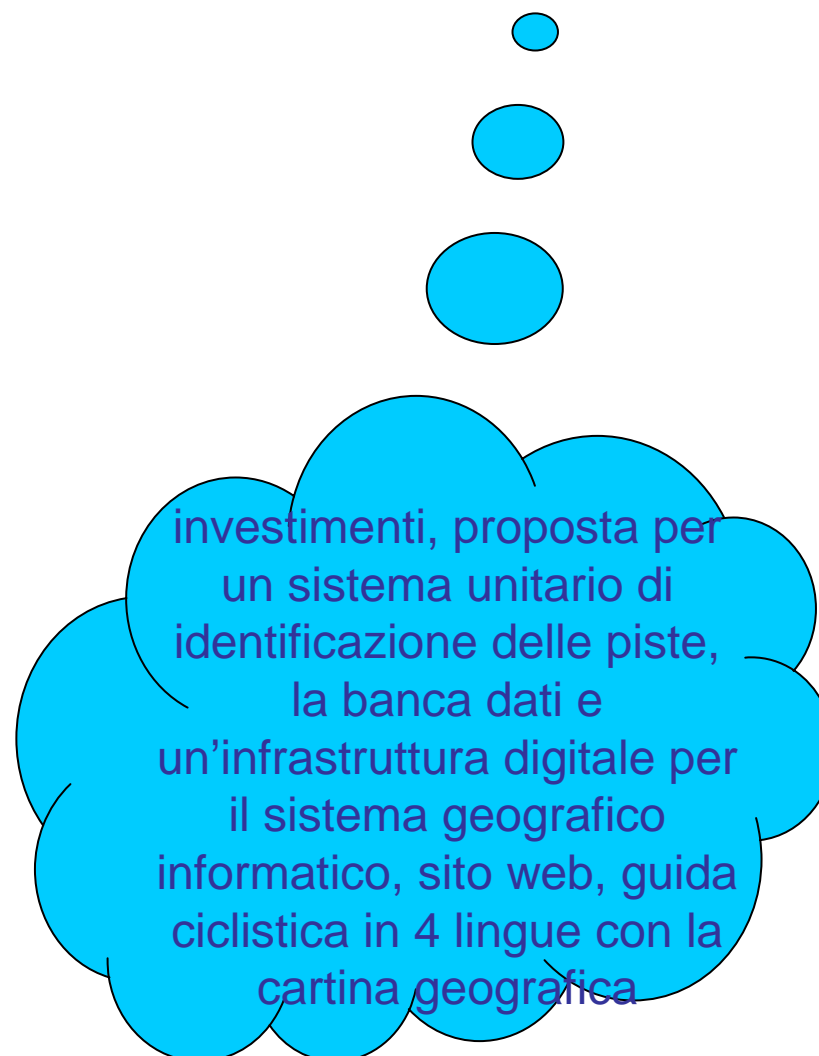 investimenti, proposta per
un sistema unitario di
identificazione delle piste,
la banca dati e
un’infrastruttura digitale per
il sistema geografico
informatico, sito web, guida
ciclistica in 4 lingue con la
cartina geografica